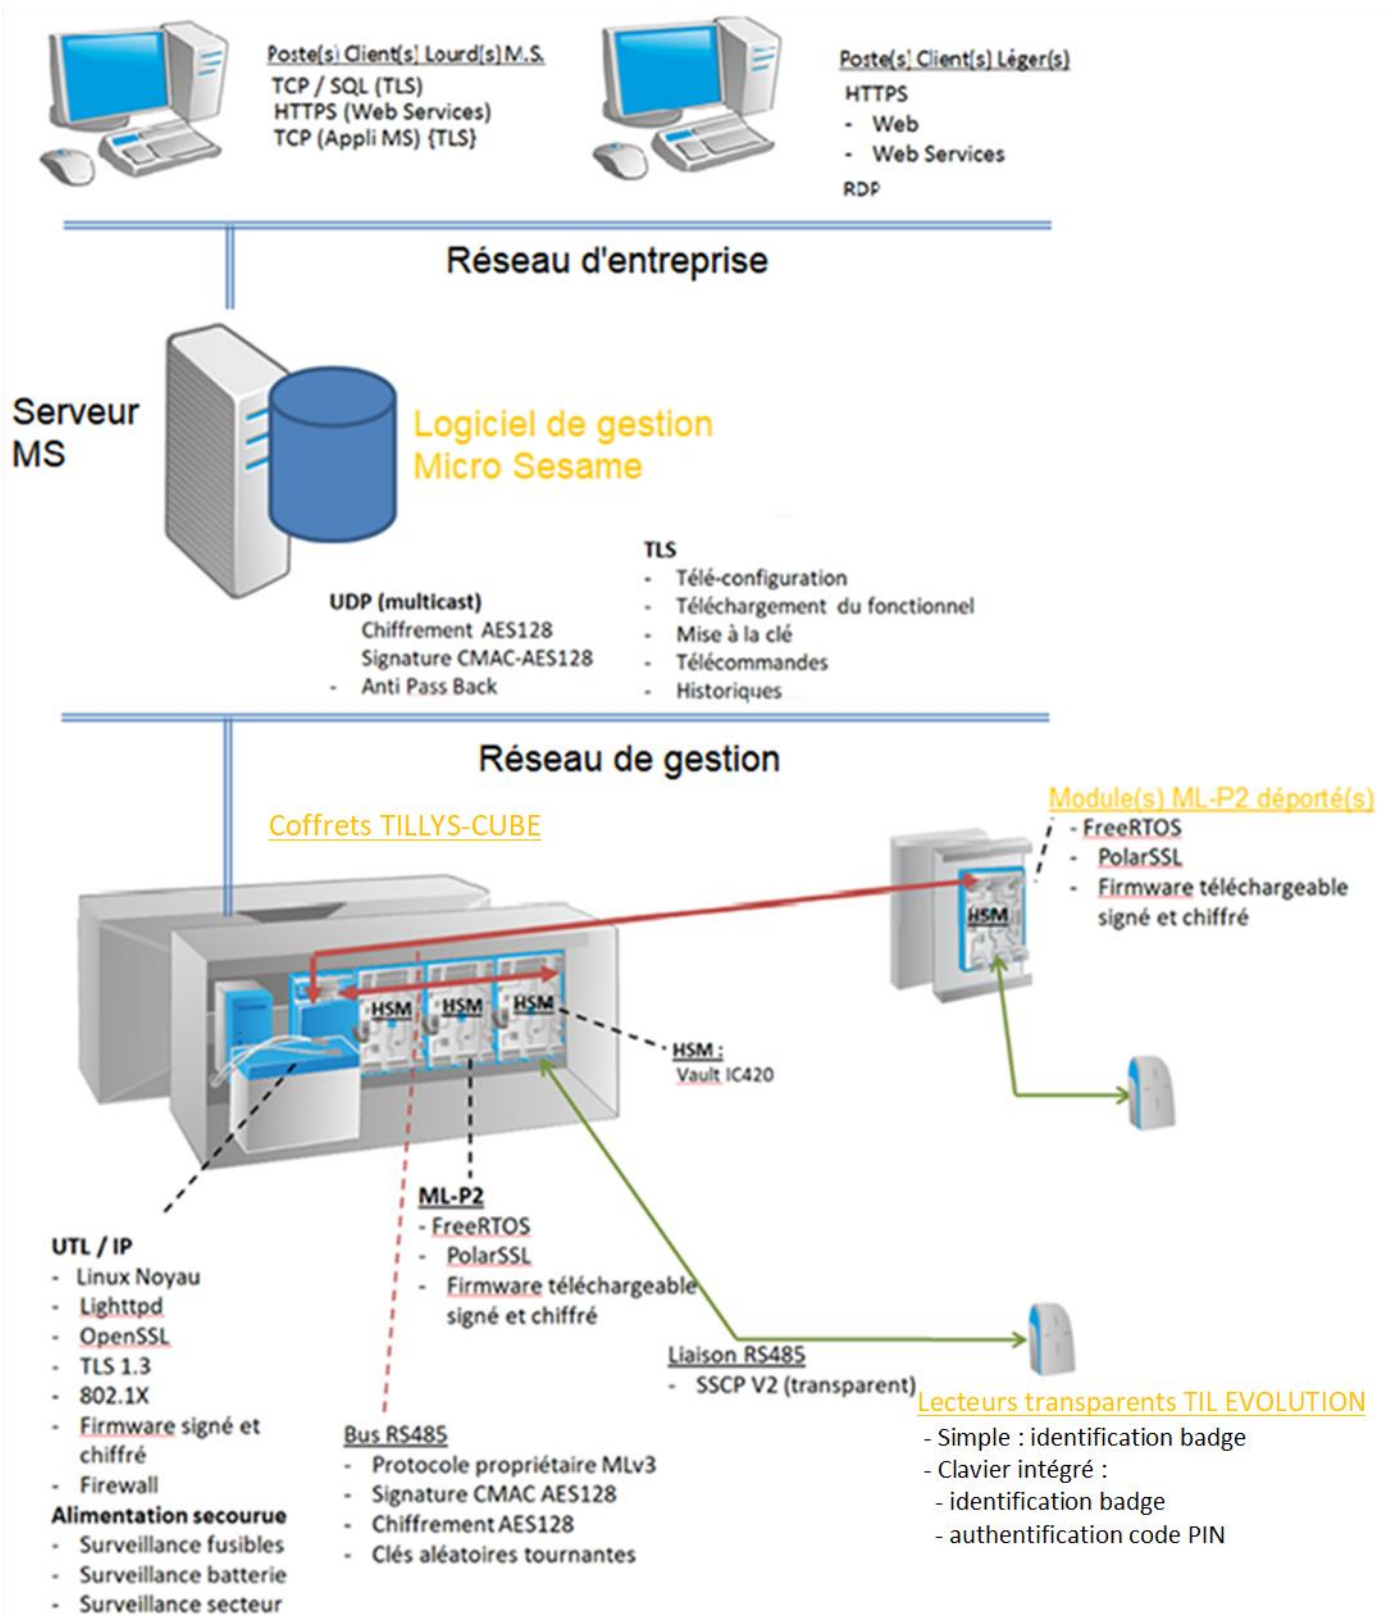 Poste(s) Client(s) Lourd(s) M.S.
TCP / SQL (TLS)
HTTPS (Web Services)
TCP (Appli MS) {TLS}
Poste(s) Client(s) Léger(s)
HTTPS
- Web
- Web Services
RDP
Réseau d'entreprise
Serveur
MS
Logiciel de gestion
Micro Sesame
UDP (multicast)
Chiffrement AES128
Signature CMAC-AES128
- Anti Pass Back
TLS
- Télé-configuration
- Téléchargement du fonctionnel
- Mise à la clé
- Télécommandes
- Historiques
Réseau de gestion
Coffrets TILLYS-CUBE
Module(s) ML-P2 déporté(s)
- FreeRTOS
- PolarSSL
- Firmware téléchargeable
signé et chiffré
HSM
HSM
HSM
HSM
HSM :
Vault IC420
ML-P2
- FreeRTOS
- PolarSSL
- Firmware téléchargeable
signé et chiffré
UTL / IP
- Linux Noyau
- Lighttpd
- OpenSSL
- TLS 1.3
- 802.1X
- Firmware signé et
chiffré
- Firewall
Alimentation secourue
- Surveillance fusibles
- Surveillance batterie
- Surveillance secteur
Bus RS485
- Protocole propriétaire MLv3
- Signature CMAC AES128
- Chiffrement AES128
- Clés aléatoires tournantes
Liaison RS485
- SSCP V2 (transparent)
Lecteurs transparents TIL EVOLUTION
- Simple : identification badge
- Clavier intégré :
- identification badge
- authentification code PIN